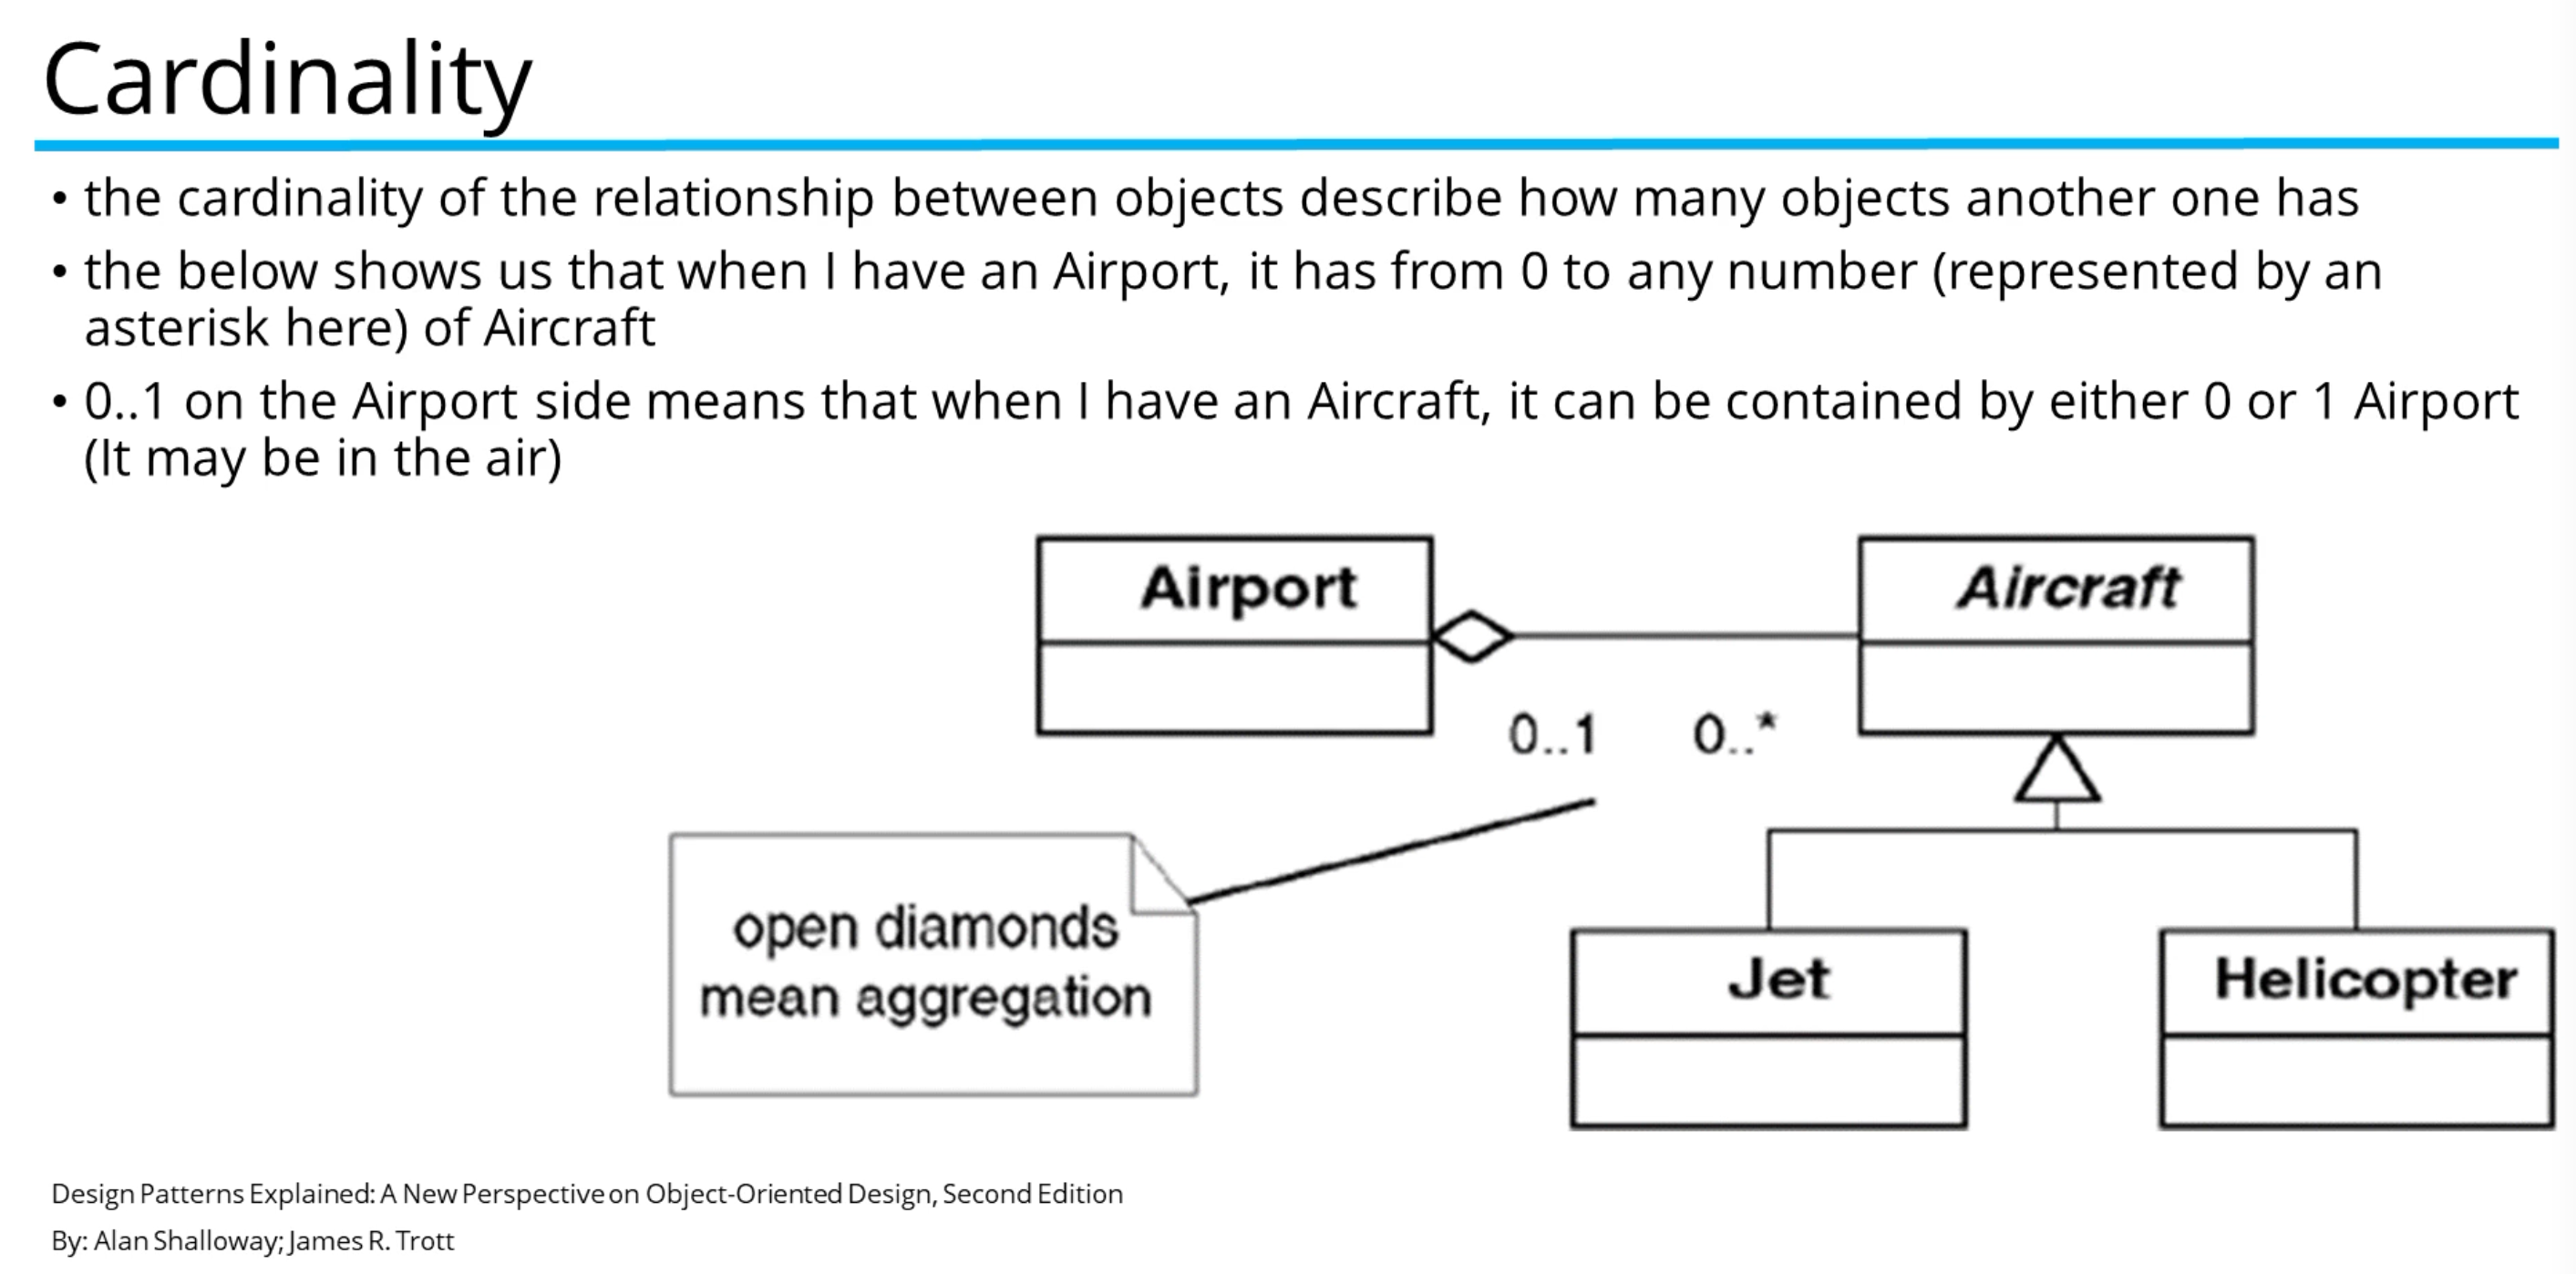 Cardinality
• the cardinality of the relationship between objects describe how many objects another one has
• the below shows us that when I have an Airport, it has from 0 to any number (represented by an
asterisk here) of Aircraft
• 0..1 on the Airport side means that when I have an Aircraft, it can be contained by either 0 or 1 Airport
(It may be in the air)
Airport
Aircraft
0..1
0..*
open diamonds
mean aggregation
Jet
Helicopter
Design Patterns Explained: A New Perspective on Object-Oriented Design, Second Edition
By: Alan Shalloway; James R. Trott